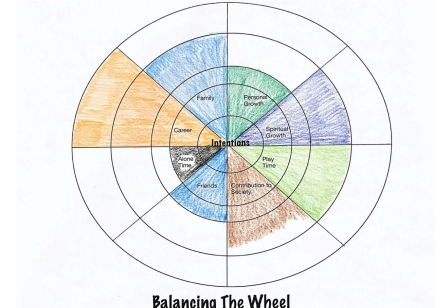 Family
Personal
Growth
Career
Spiritual
Growth
Intentions
Alone
Time
Play
Time
Friends
Contribution to
Society
Balancing The Wheel